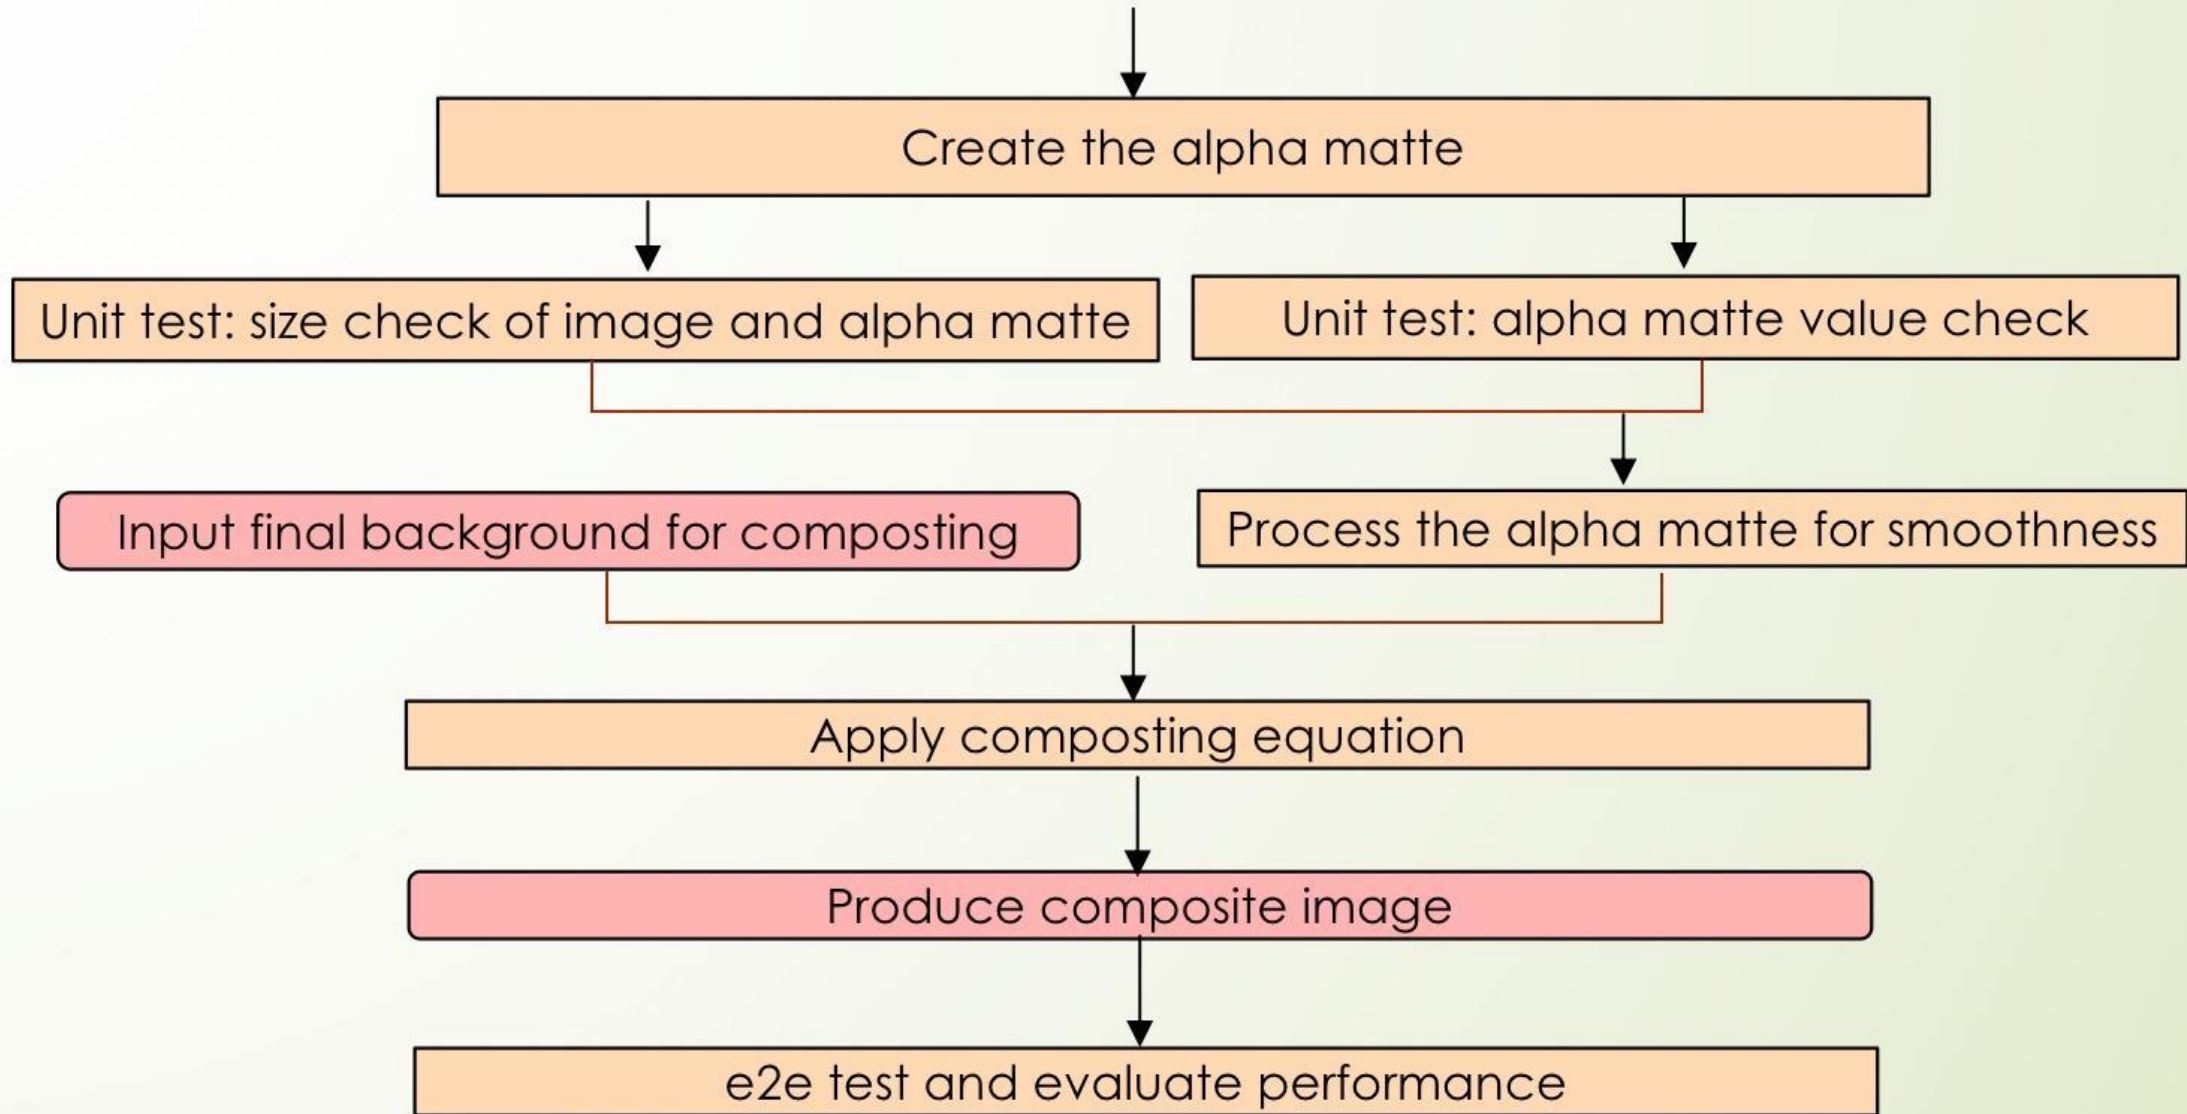 Create the alpha matte
Unit test: size check of image and alpha matte
Unit test: alpha matte value check
Input final background for composting
Process the alpha matte for smoothness
Apply composting equation
Produce composite image
e2e test and evaluate performance